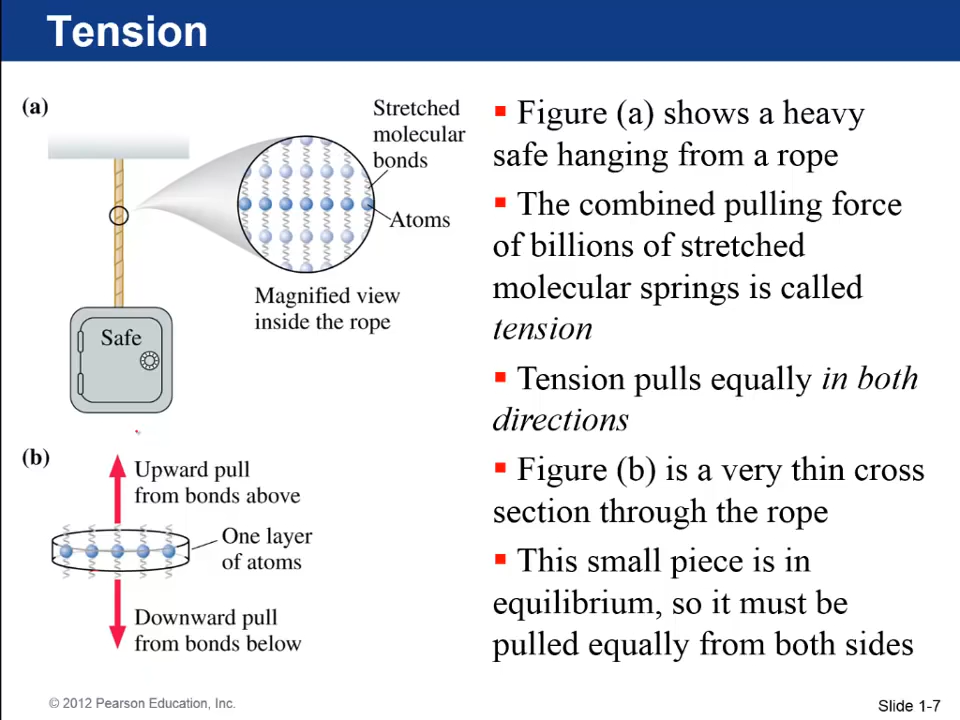 Tension
(a)
Stretched
molecular
bonds
Atoms
Magnified view
inside the rope
Safe
(b)
Upward pull
from bonds above
One layer
of atoms
Downward pull
from bonds below
▪ Figure (a) shows a heavy
safe hanging from a rope
▪ The combined pulling force
of billions of stretched
molecular springs is called
tension
▪ Tension pulls equally in both
directions
▪ Figure (b) is a very thin cross
section through the rope
▪ This small piece is in
equilibrium, so it must be
pulled equally from both sides
© 2012 Pearson Education, Inc.
Slide 1-7